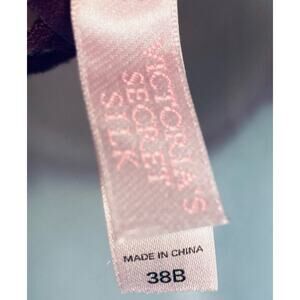 VICTORIA'S
SECRET
SILK
MADE IN CHINA
38B